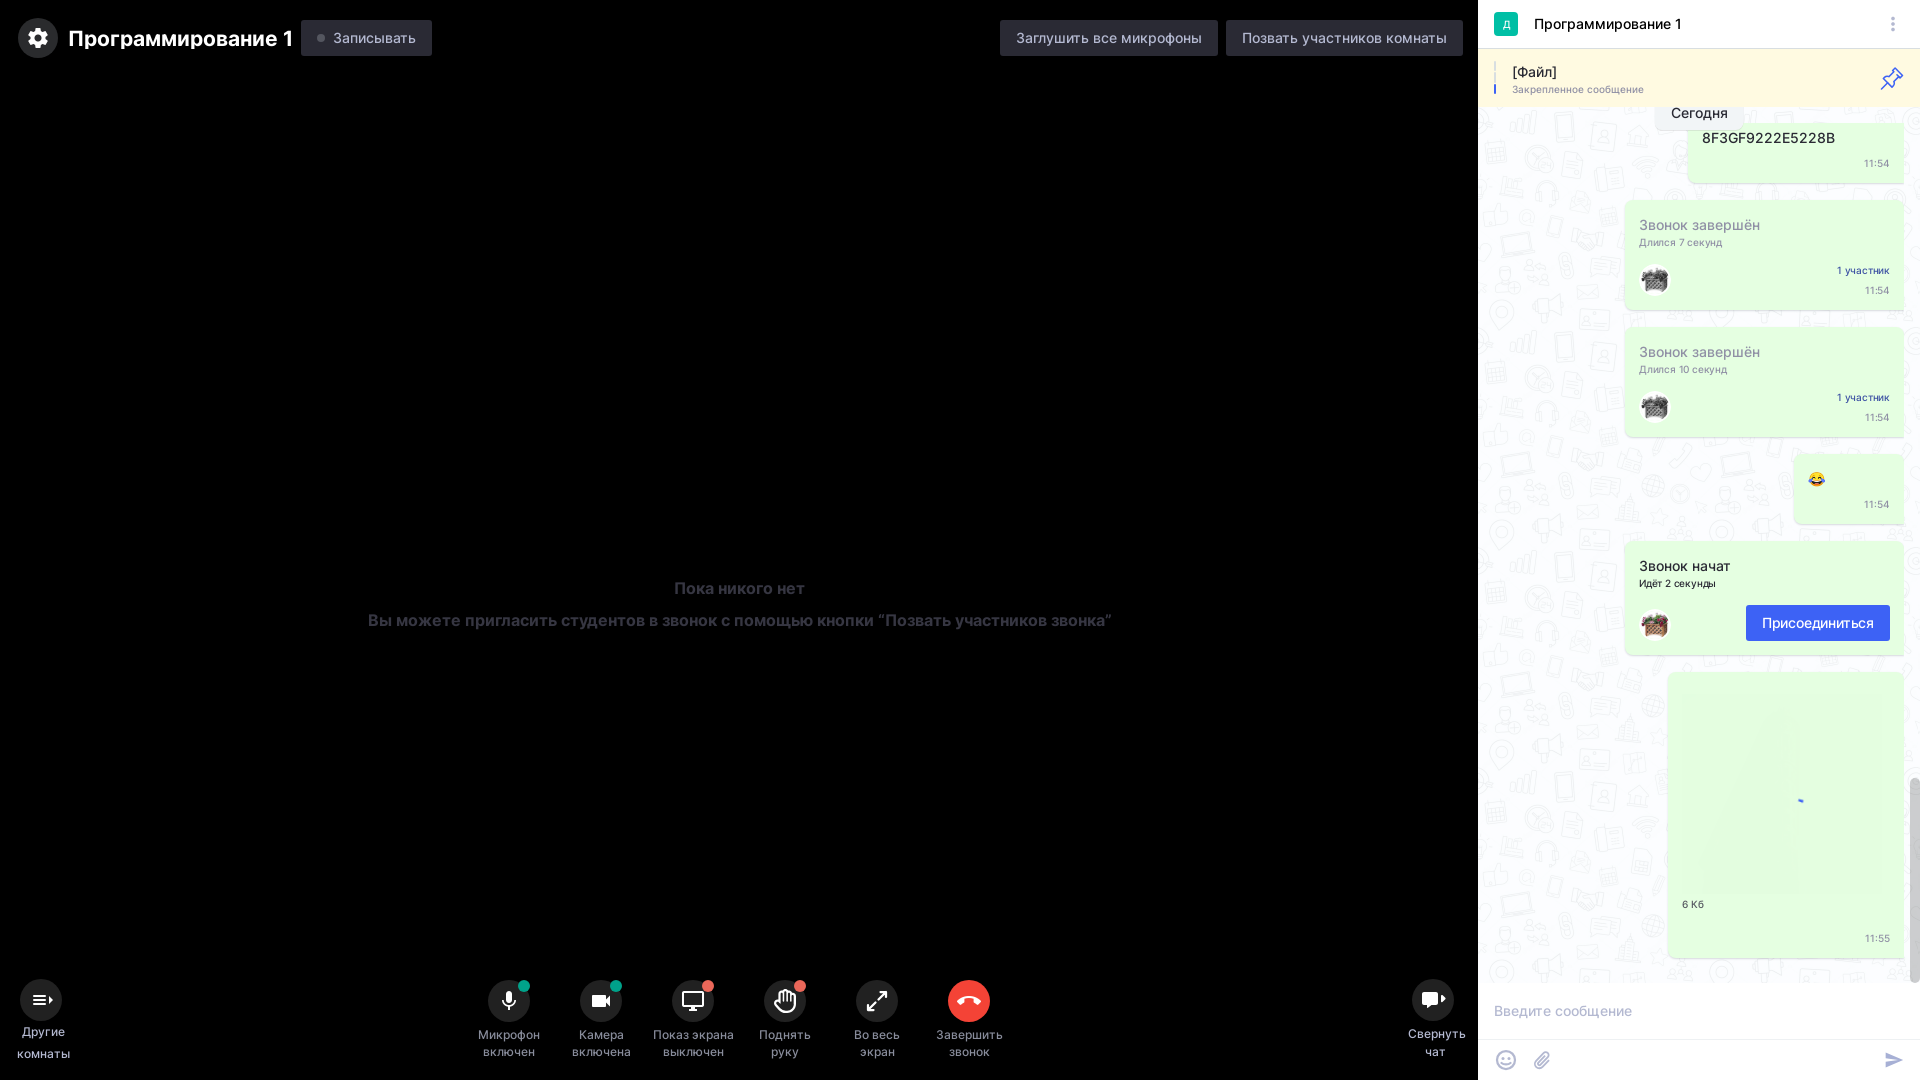 Программирование 1
Записывать
Заглушить все микрофоны
Позвать участников комнаты
Пока никого нет
Вы можете пригласить студентов в звонок с помощью кнопки “Позвать участников звонка”
Другие
комнаты
Микрофон
включен
Камера
включена
Показ экрана
выключен
Поднять
руку
Во весь
экран
Завершить
звонок
Свернуть
чат
Д
Программирование 1
[Файл]
Закрепленное сообщение
Сегодня
8F3GF9222E5228B
11:54
Звонок завершён
Длился 7 секунд
1 участник
11:54
Звонок завершён
Длился 10 секунд
1 участник
11:54
😂
11:54
Звонок начат
Идёт 2 секунды
Присоединиться
6 Кб
11:55
Введите сообщение